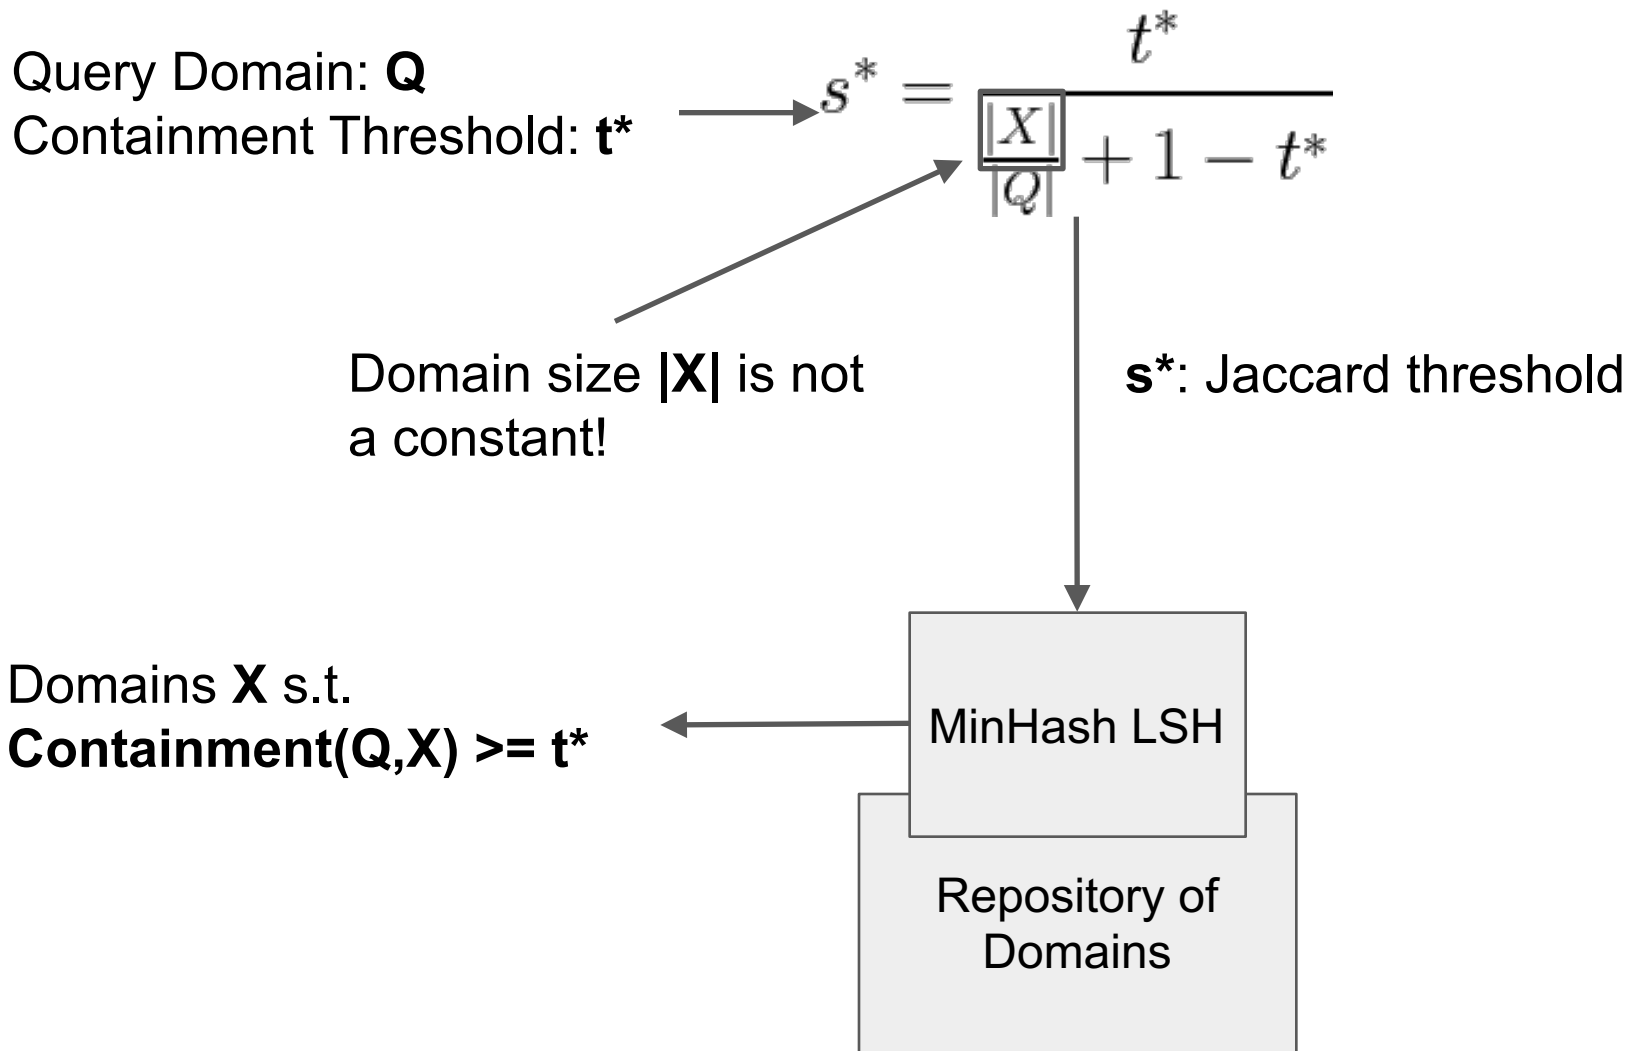 Query Domain: Q
Containment Threshold: t*
s* = t* / (|X| / |Q| + 1 − t*)
Domain size |X| is not
a constant!
s*: Jaccard threshold
Domains X s.t.
Containment(Q,X) >= t*
MinHash LSH
Repository of
Domains